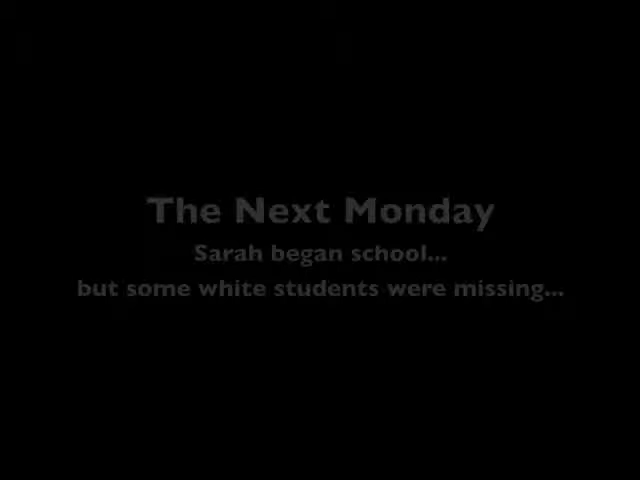 The Next Monday
Sarah began school...
but some white students were missing...